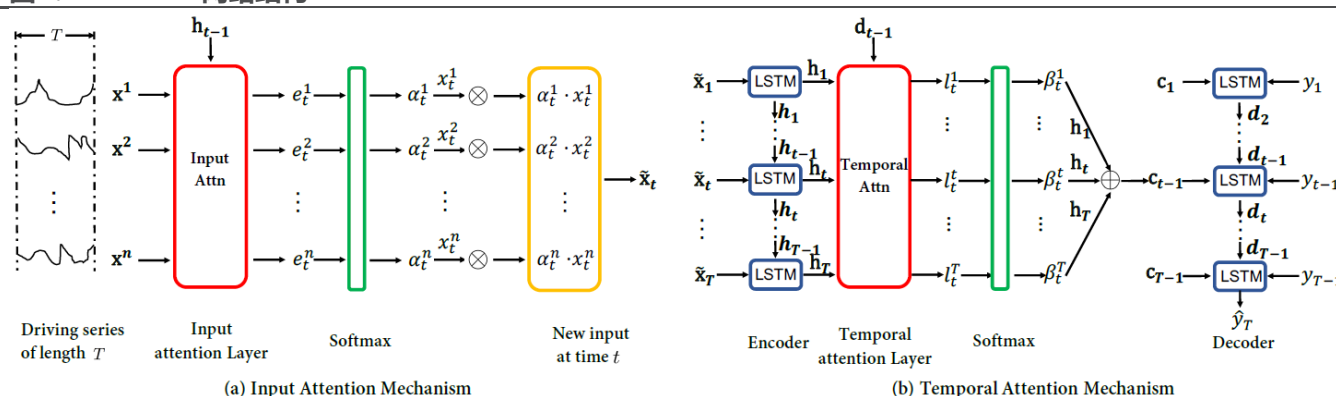 T
h_{t-1}
x^1
x^2
⋮
x^n
Input
Attn
e_t^1
e_t^2
⋮
e_t^n
α_t^1 x_t^1 ⊗
α_t^2 x_t^2 ⊗
⋮
α_t^n x_t^n ⊗
α_t^1 · x_t^1
α_t^2 · x_t^2
⋮
α_t^n · x_t^n
x̃_t
Driving series
of length T
Input
attention Layer
Softmax
New input
at time t
(a) Input Attention Mechanism
d_{t-1}
x̃_1 LSTM h_1
h_1
⋮
h_{t-1}
x̃_t LSTM h_t
h_t
⋮
h_{T-1}
x̃_T LSTM h_T
Temporal
Attn
l_t^1
⋮
l_t^t
⋮
l_t^T
β_t^1
⋮
β_t^t
⋮
β_t^T
h_1
h_t
h_T
⊕
c_1 LSTM y_1
d_2
⋮
d_{t-1}
c_{t-1} LSTM y_{t-1}
d_t
⋮
d_{T-1}
c_{T-1} LSTM
ŷ_T
Encoder
Temporal
attention Layer
Softmax
Decoder
(b) Temporal Attention Mechanism